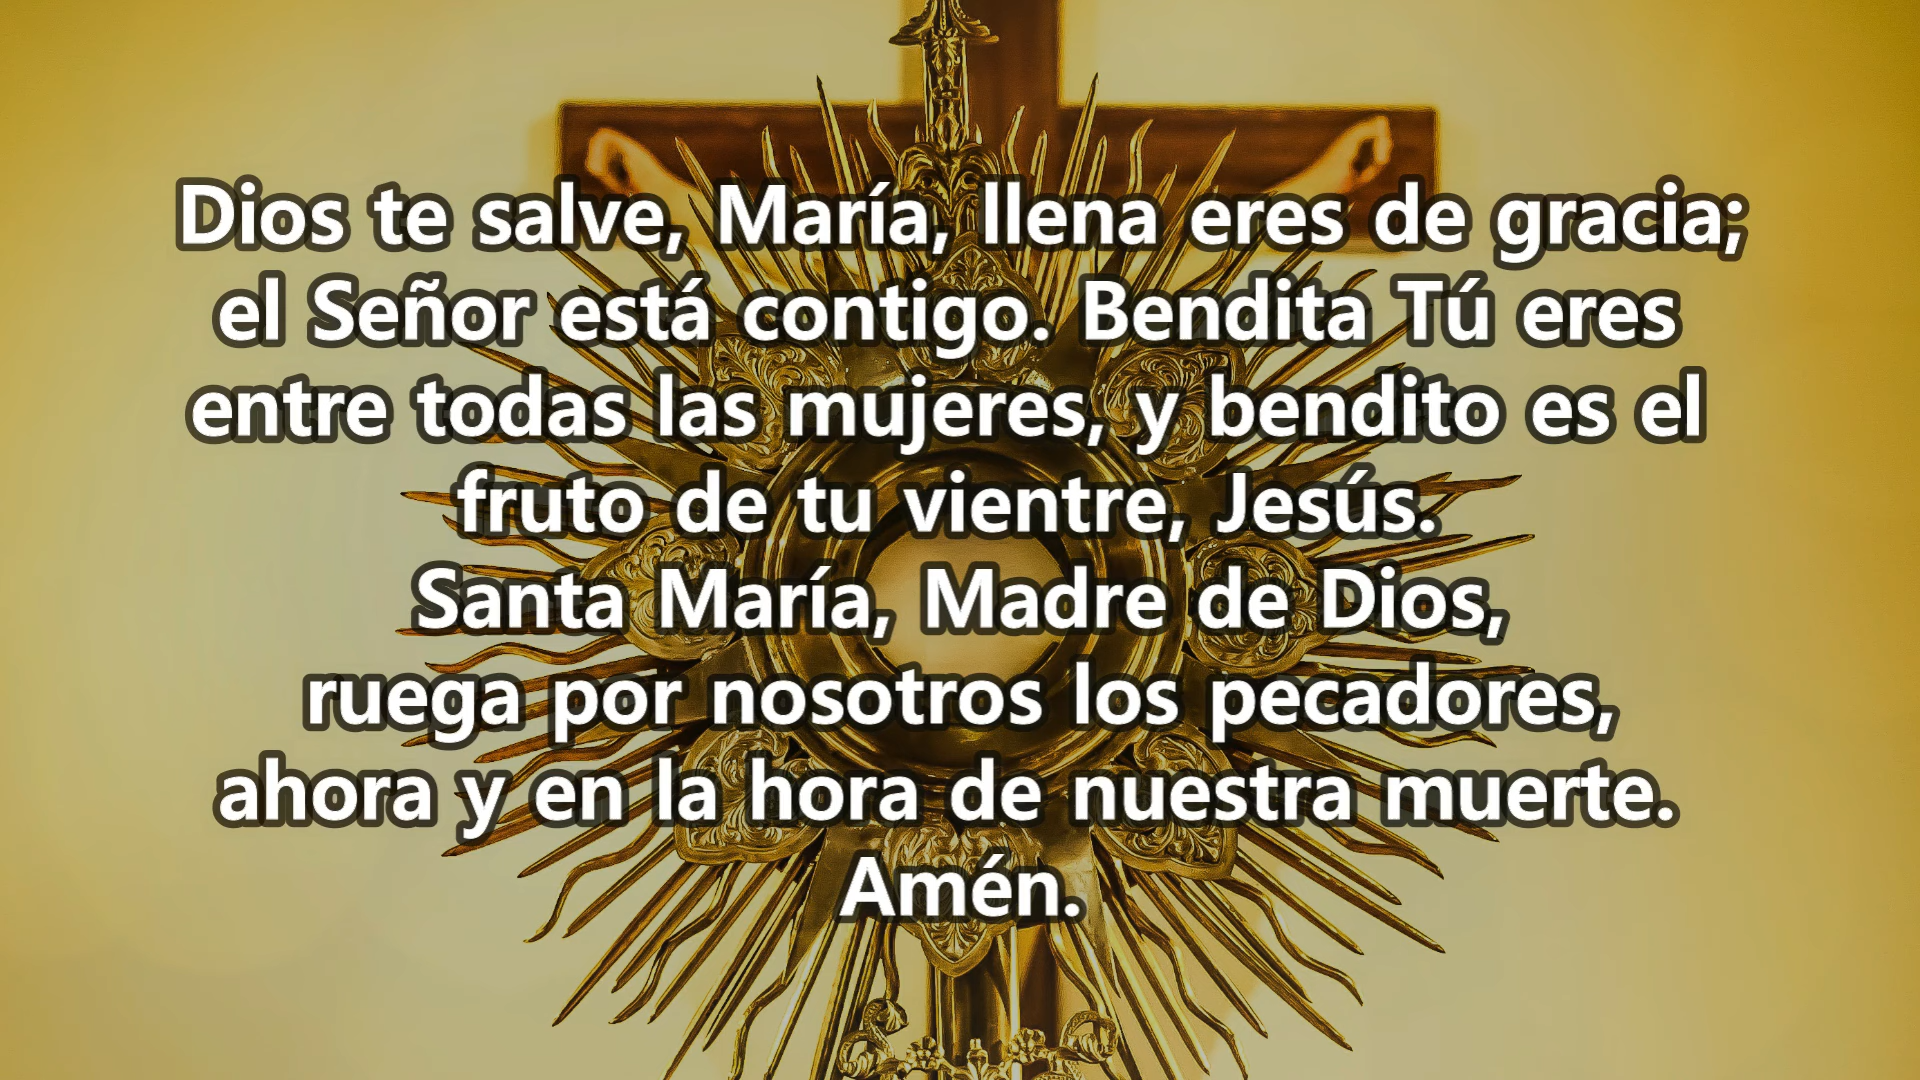 Dios te salve, María, llena eres de gracia;
el Señor está contigo. Bendita Tú eres
entre todas las mujeres, y bendito es el
fruto de tu vientre, Jesús.
Santa María, Madre de Dios,
ruega por nosotros los pecadores,
ahora y en la hora de nuestra muerte.
Amén.